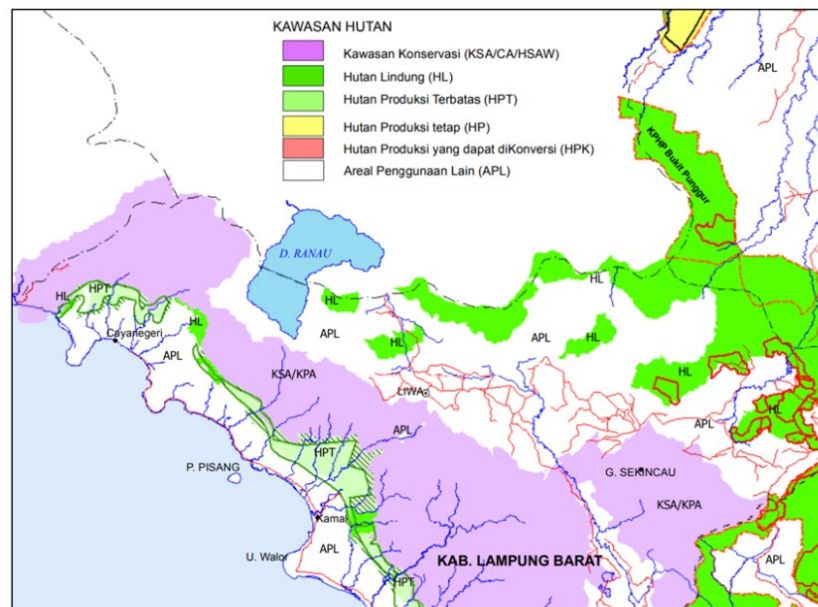 KAWASAN HUTAN
Kawasan Konservasi (KSA/CA/HSAW)
Hutan Lindung (HL)
Hutan Produksi Terbatas (HPT)
Hutan Produksi tetap (HP)
Hutan Produksi yang dapat diKonversi (HPK)
Areal Penggunaan Lain (APL)
APL
KPHP Bukit Punggur
D. RANAU
HL
HPT
HL
HL
HL
Cayanegeri
APL
APL
HL
APL
HL
APL
HL
KSA/KPA
LIWA
HL
APL
APL
HPT
P. PISANG
G. SEKINCAU
KSA/KPA
Kamal
U. Walor
APL
KAB. LAMPUNG BARAT
APL
HPT